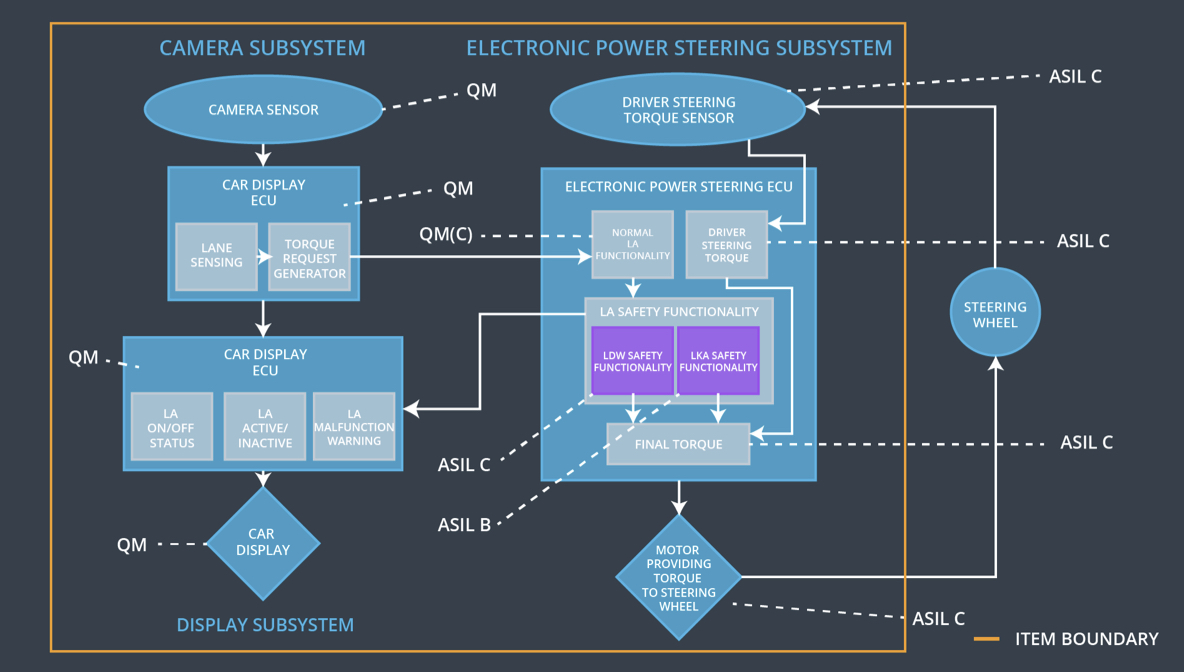 CAMERA SUBSYSTEM
ELECTRONIC POWER STEERING SUBSYSTEM
CAMERA SENSOR
QM
DRIVER STEERING
TORQUE SENSOR
ASIL C
CAR DISPLAY
ECU
QM
LANE
SENSING
TORQUE
REQUEST
GENERATOR
ELECTRONIC POWER STEERING ECU
QM(C)
NORMAL
LA
FUNCTIONALITY
DRIVER
STEERING
TORQUE
ASIL C
LA SAFETY FUNCTIONALITY
LDW SAFETY
FUNCTIONALITY
LKA SAFETY
FUNCTIONALITY
STEERING
WHEEL
QM
CAR DISPLAY
ECU
LA
ON/OFF
STATUS
LA
ACTIVE/
INACTIVE
LA
MALFUNCTION
WARNING
FINAL TORQUE
ASIL C
ASIL C
ASIL B
QM
CAR
DISPLAY
MOTOR
PROVIDING
TORQUE
TO STEERING
WHEEL
ASIL C
DISPLAY SUBSYSTEM
ITEM BOUNDARY